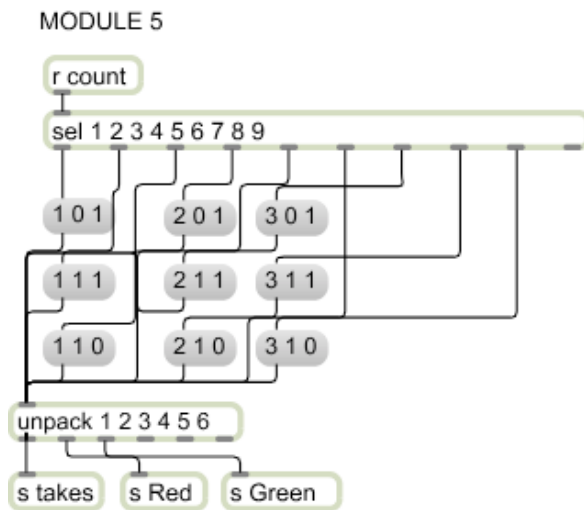 MODULE 5
r count
sel 1 2 3 4 5 6 7 8 9
1 0 1
2 0 1
3 0 1
1 1 1
2 1 1
3 1 1
1 1 0
2 1 0
3 1 0
unpack 1 2 3 4 5 6
s takes
s Red
s Green